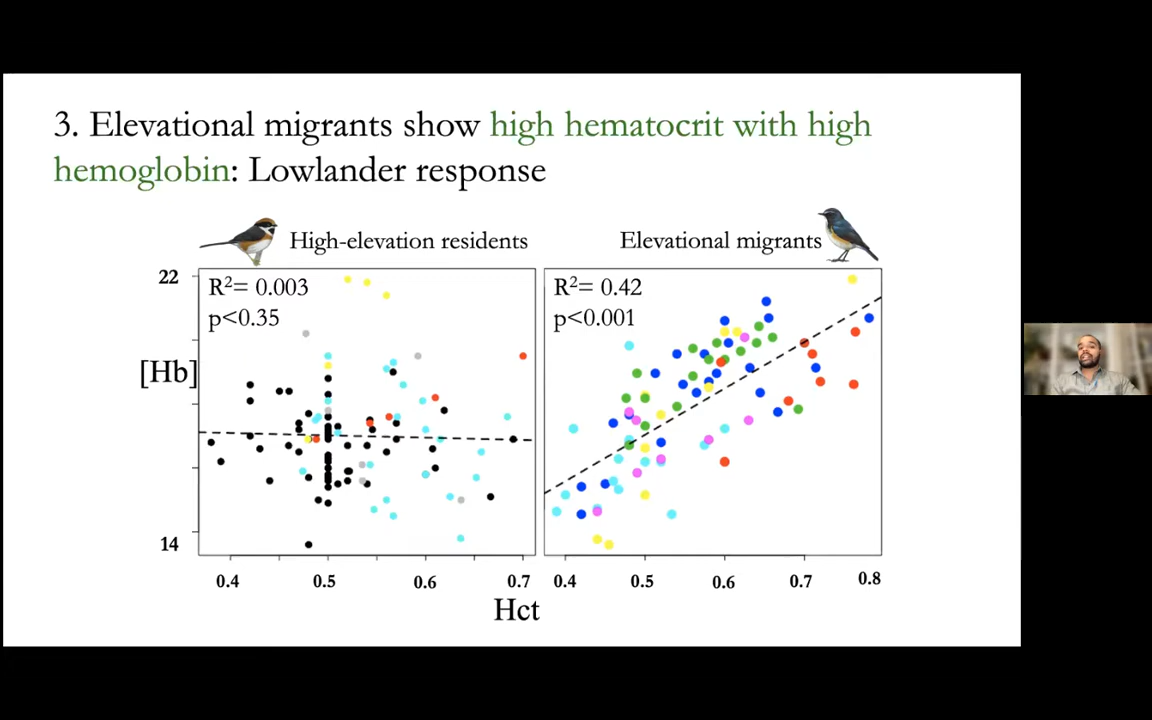 3. Elevational migrants show high hematocrit with high
hemoglobin: Lowlander response
High-elevation residents
Elevational migrants
R²= 0.003
p<0.35
R²= 0.42
p<0.001
22
[Hb]
14
0.4 0.5 0.6 0.7
0.4 0.5 0.6 0.7 0.8
Hct